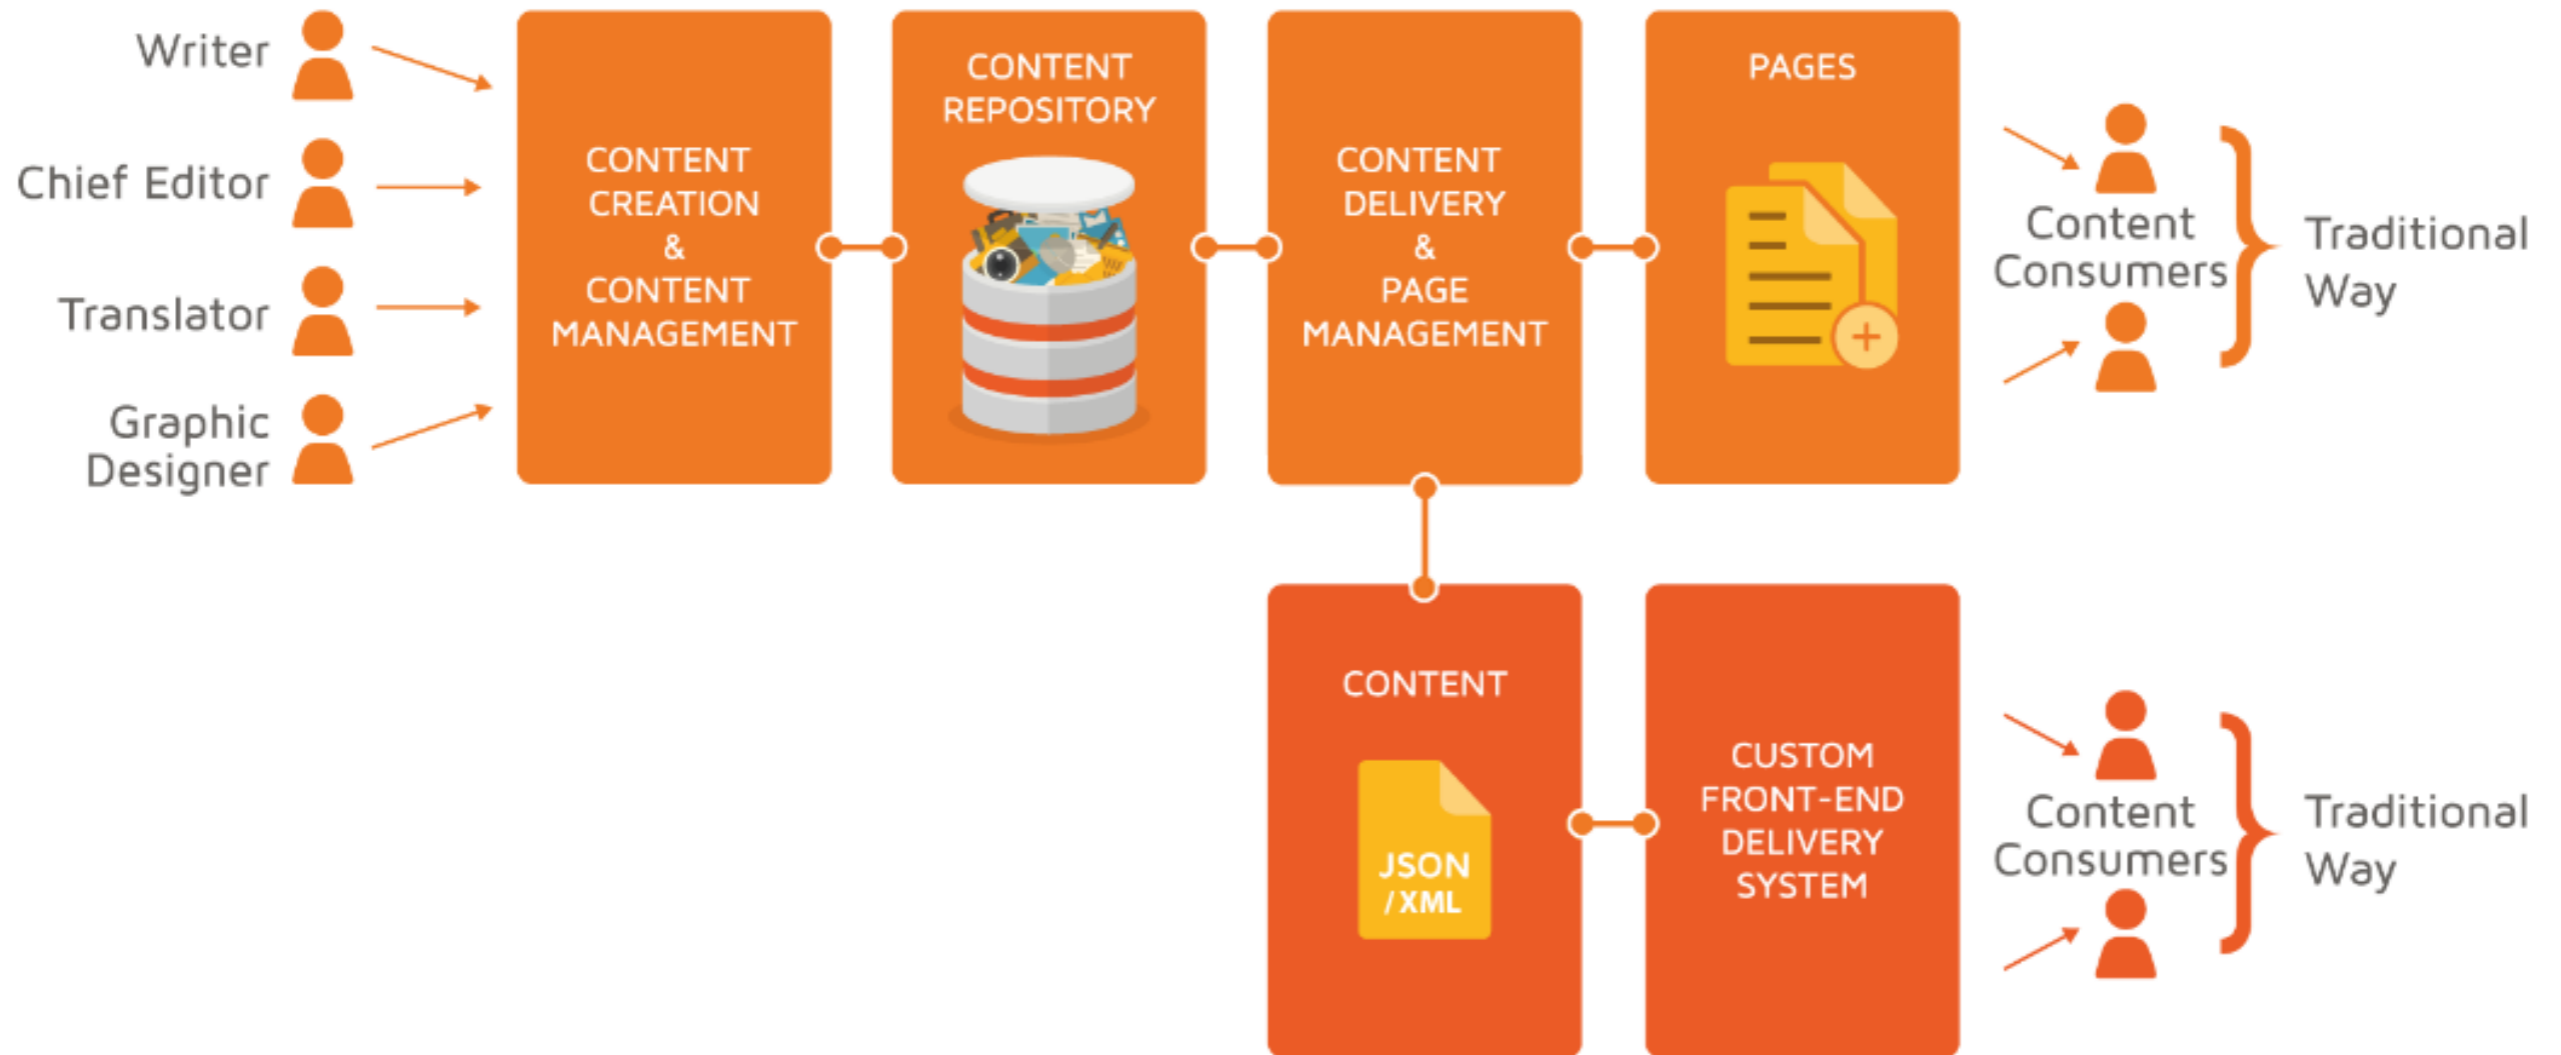 Writer
Chief Editor
Translator
Graphic
Designer
CONTENT
CREATION
&
CONTENT
MANAGEMENT
CONTENT
REPOSITORY
CONTENT
DELIVERY
&
PAGE
MANAGEMENT
PAGES
Content
Consumers
Traditional
Way
CONTENT
JSON
/ XML
CUSTOM
FRONT-END
DELIVERY
SYSTEM
Content
Consumers
Traditional
Way